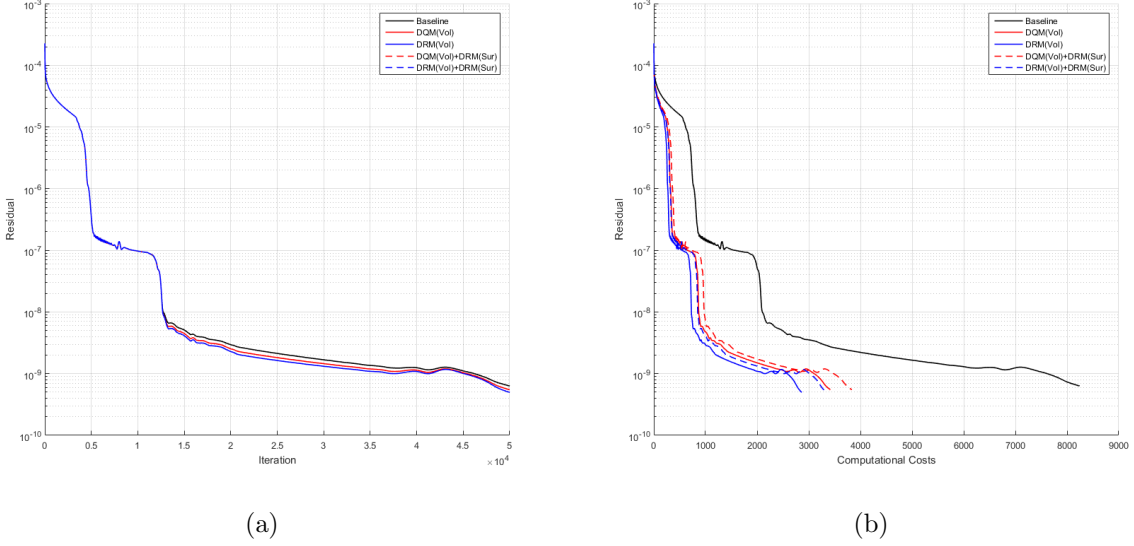 10^-3
10^-4
10^-5
10^-6
10^-7
10^-8
10^-9
10^-10
Residual
0 0.5 1 1.5 2 2.5 3 3.5 4 4.5 5
Iteration
× 10^4
Baseline
DQM(Vol)
DRM(Vol)
DQM(Vol)+DRM(Sur)
DRM(Vol)+DRM(Sur)
(a)
10^-3
10^-4
10^-5
10^-6
10^-7
10^-8
10^-9
10^-10
Residual
0 1000 2000 3000 4000 5000 6000 7000 8000 9000
Computational Costs
Baseline
DQM(Vol)
DRM(Vol)
DQM(Vol)+DRM(Sur)
DRM(Vol)+DRM(Sur)
(b)